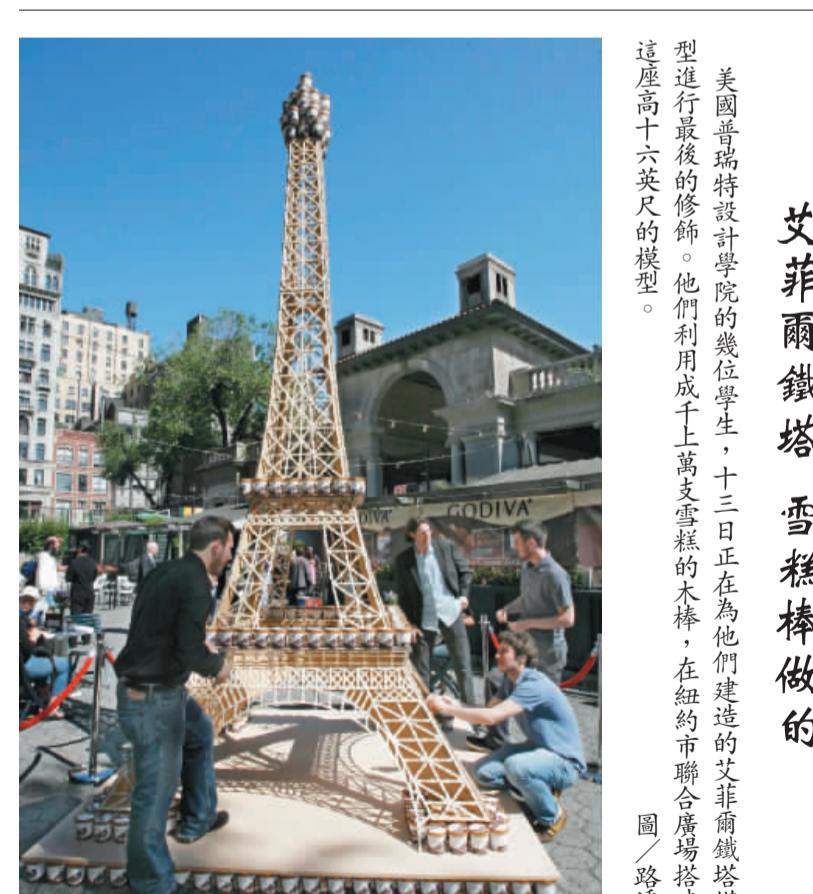 艾菲爾鐵塔 雪糕棒做的
美國普瑞特設計學院的幾位學生,十三日正在為他們建造的艾菲爾鐵塔
型進行最後的修飾。他們利用成千上萬支雪糕的木棒,在紐約市聯合廣場搭
這座高十六英尺的模型。
圖/路
GODIVA